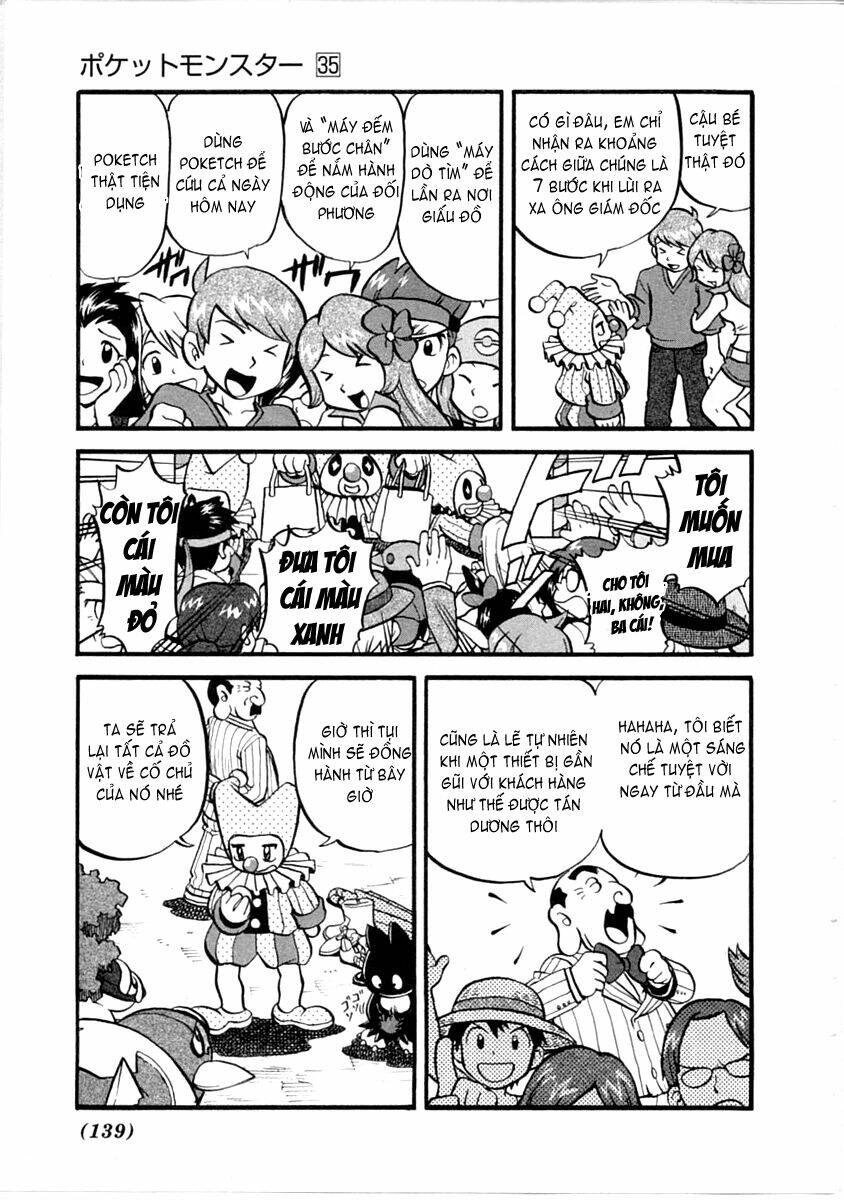 ポケットモンスター 35
CẬU BÉ
TUYỆT
THẬT ĐÓ
CÓ GÌ ĐÂU, EM CHỈ
NHẬN RA KHOẢNG
CÁCH GIỮA CHÚNG LÀ
7 BƯỚC KHI LÙI RA
XA ÔNG GIÁM ĐỐC
DÙNG "MÁY
DÒ TÌM" ĐỂ
LẦN RA NƠI
GIẤU ĐỒ
VÀ "MÁY ĐẾM
BƯỚC CHÂN"
ĐỂ NẮM HÀNH
ĐỘNG CỦA ĐỐI
PHƯƠNG
DÙNG
POKETCH ĐỂ
CỨU CẢ NGÀY
HÔM NAY
POKETCH
THẬT TIỆN
DỤNG
TÔI
MUỐN
MUA
CHO TÔI
HAI, KHÔNG,
BA CÁI!
ĐƯA TÔI
CÁI MÀU
XANH
CÒN TÔI
CÁI
MÀU
ĐỎ
HAHAHA, TÔI BIẾT
NÓ LÀ MỘT SÁNG
CHẾ TUYỆT VỜI
NGAY TỪ ĐẦU MÀ
CŨNG LÀ LẼ TỰ NHIÊN
KHI MỘT THIẾT BỊ GẦN
GŨI VỚI KHÁCH HÀNG
NHƯ THẾ ĐƯỢC TÁN
DƯƠNG THÔI
GIỜ THÌ TỤI
MÌNH SẼ ĐỒNG
HÀNH TỪ BÂY
GIỜ
TA SẼ TRẢ
LẠI TẤT CẢ ĐỒ
VẬT VỀ CỐ CHỦ
CỦA NÓ NHÉ
(139)